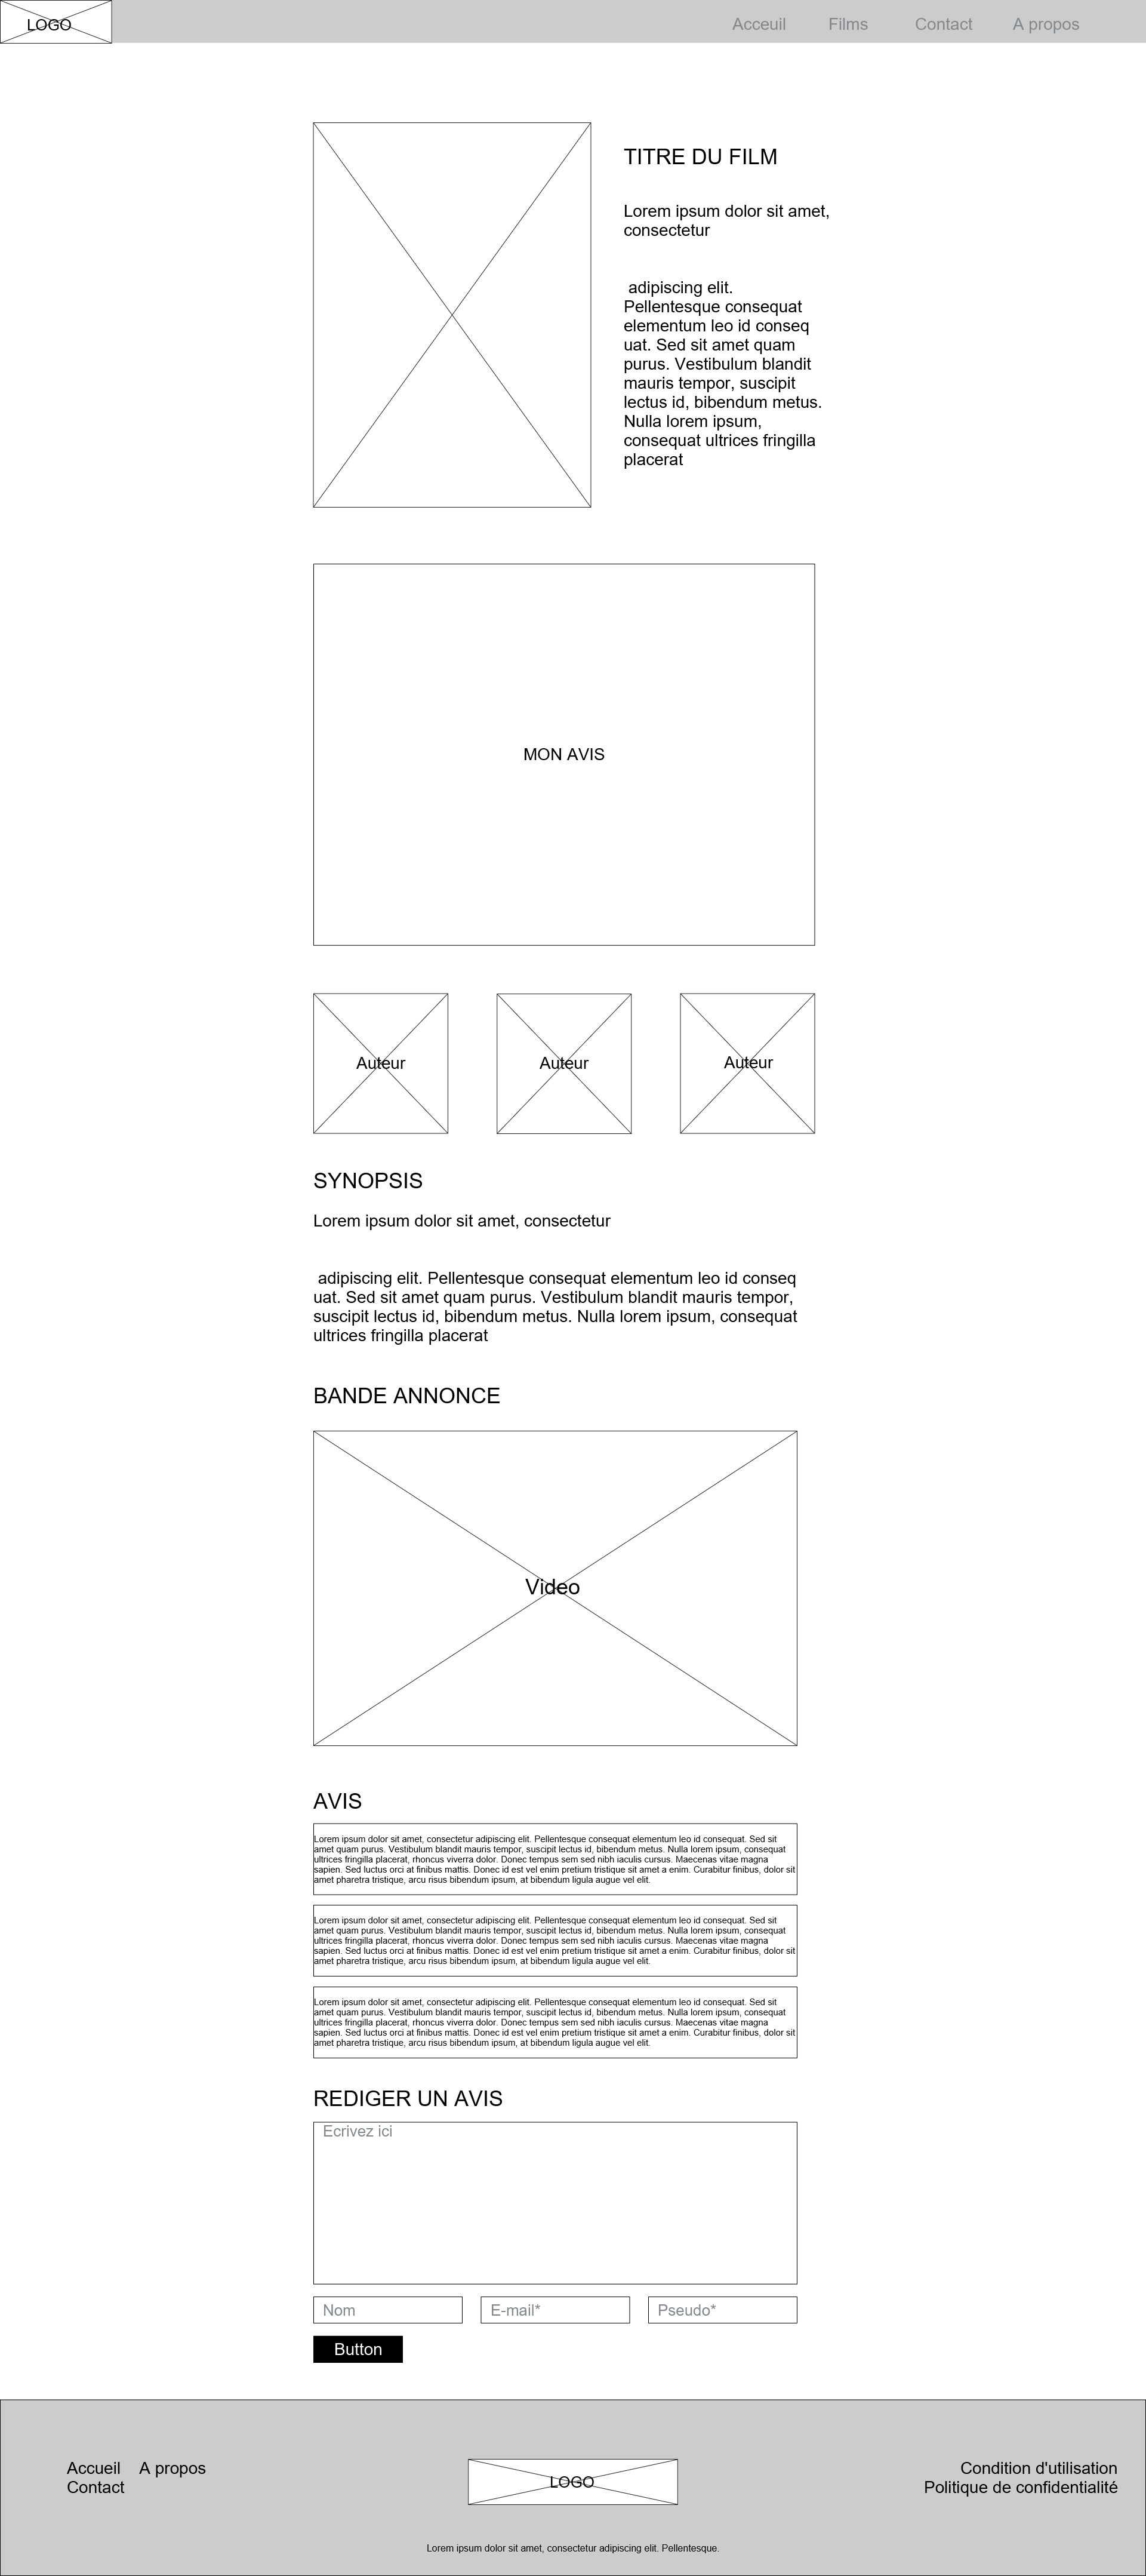 LOGO
Acceuil Films Contact A propos
TITRE DU FILM
Lorem ipsum dolor sit amet,
consectetur
adipiscing elit.
Pellentesque consequat
elementum leo id conseq
uat. Sed sit amet quam
purus. Vestibulum blandit
mauris tempor, suscipit
lectus id, bibendum metus.
Nulla lorem ipsum,
consequat ultrices fringilla
placerat
MON AVIS
Auteur Auteur Auteur
SYNOPSIS
Lorem ipsum dolor sit amet, consectetur
adipiscing elit. Pellentesque consequat elementum leo id conseq
uat. Sed sit amet quam purus. Vestibulum blandit mauris tempor,
suscipit lectus id, bibendum metus. Nulla lorem ipsum, consequat
ultrices fringilla placerat
BANDE ANNONCE
Video
AVIS
Lorem ipsum dolor sit amet, consectetur adipiscing elit. Pellentesque consequat elementum leo id consequat. Sed sit
amet quam purus. Vestibulum blandit mauris tempor, suscipit lectus id, bibendum metus. Nulla lorem ipsum, consequat
ultrices fringilla placerat, rhoncus viverra dolor. Donec tempus sem sed nibh iaculis cursus. Maecenas vitae magna
sapien. Sed luctus orci at finibus mattis. Donec id est vel enim pretium tristique sit amet a enim. Curabitur finibus, dolor sit
amet pharetra tristique, arcu risus bibendum ipsum, at bibendum ligula augue vel elit.
Lorem ipsum dolor sit amet, consectetur adipiscing elit. Pellentesque consequat elementum leo id consequat. Sed sit
amet quam purus. Vestibulum blandit mauris tempor, suscipit lectus id, bibendum metus. Nulla lorem ipsum, consequat
ultrices fringilla placerat, rhoncus viverra dolor. Donec tempus sem sed nibh iaculis cursus. Maecenas vitae magna
sapien. Sed luctus orci at finibus mattis. Donec id est vel enim pretium tristique sit amet a enim. Curabitur finibus, dolor sit
amet pharetra tristique, arcu risus bibendum ipsum, at bibendum ligula augue vel elit.
Lorem ipsum dolor sit amet, consectetur adipiscing elit. Pellentesque consequat elementum leo id consequat. Sed sit
amet quam purus. Vestibulum blandit mauris tempor, suscipit lectus id, bibendum metus. Nulla lorem ipsum, consequat
ultrices fringilla placerat, rhoncus viverra dolor. Donec tempus sem sed nibh iaculis cursus. Maecenas vitae magna
sapien. Sed luctus orci at finibus mattis. Donec id est vel enim pretium tristique sit amet a enim. Curabitur finibus, dolor sit
amet pharetra tristique, arcu risus bibendum ipsum, at bibendum ligula augue vel elit.
REDIGER UN AVIS
Ecrivez ici
Nom E-mail* Pseudo*
Button
Accueil A propos
Contact
LOGO
Condition d'utilisation
Politique de confidentialité
Lorem ipsum dolor sit amet, consectetur adipiscing elit. Pellentesque.